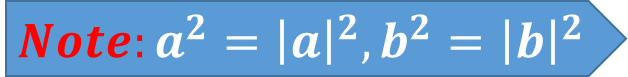 Note: a² = |a|², b² = |b|²